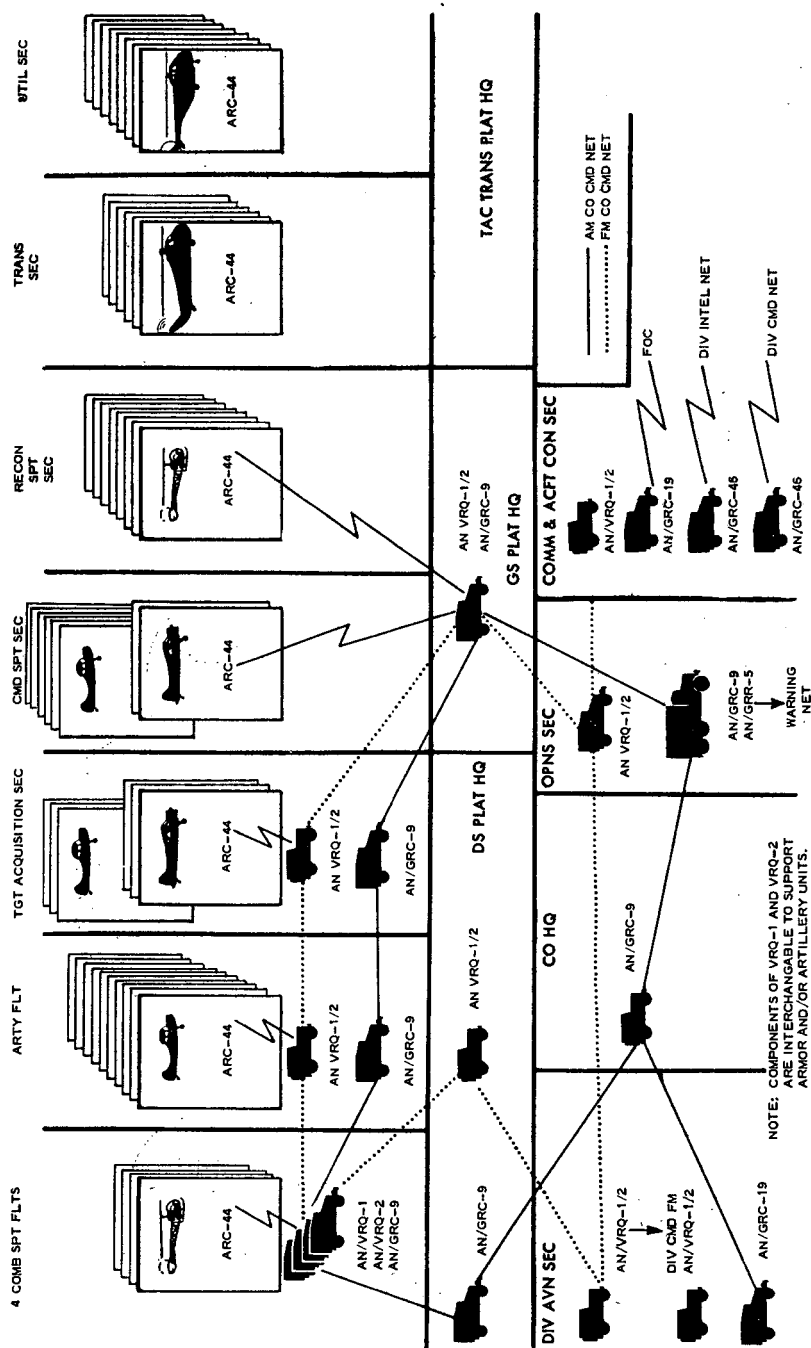 4 COMB SPT FLTS
ARTY FLT
TGT ACQUISITION SEC
CMD SPT SEC
RECON
SPT
SEC
TRANS
SEC
UTIL SEC
ARC-44
ARC-44
ARC-44
ARC-44
ARC-44
ARC-44
ARC-44
AN/VRQ-1
AN/VRQ-2
AN/GRC-9
AN VRQ-1/2
AN/GRC-9
AN VRQ-1/2
AN/GRC-9
AN/GRC-9
AN VRQ-1/2
DS PLAT HQ
AN VRQ-1/2
AN/GRC-9
GS PLAT HQ
TAC TRANS PLAT HQ
DIV AVN SEC
AN/VRQ-1/2
DIV CMD FM
AN/VRQ-1/2
AN/GRC-19
CO HQ
AN/GRC-9
OPNS SEC
AN VRQ-1/2
AN/GRC-9
AN/GRR-5
WARNING
NET
COMM & ACFT CON SEC
AN/VRQ-1/2
AN/GRC-19
FOC
AN/GRC-46
DIV INTEL NET
AN/GRC-46
DIV CMD NET
AM CO CMD NET
FM CO CMD NET
NOTE: COMPONENTS OF VRQ-1 AND VRQ-2
ARE INTERCHANGABLE TO SUPPORT
ARMOR AND/OR ARTILLERY UNITS.